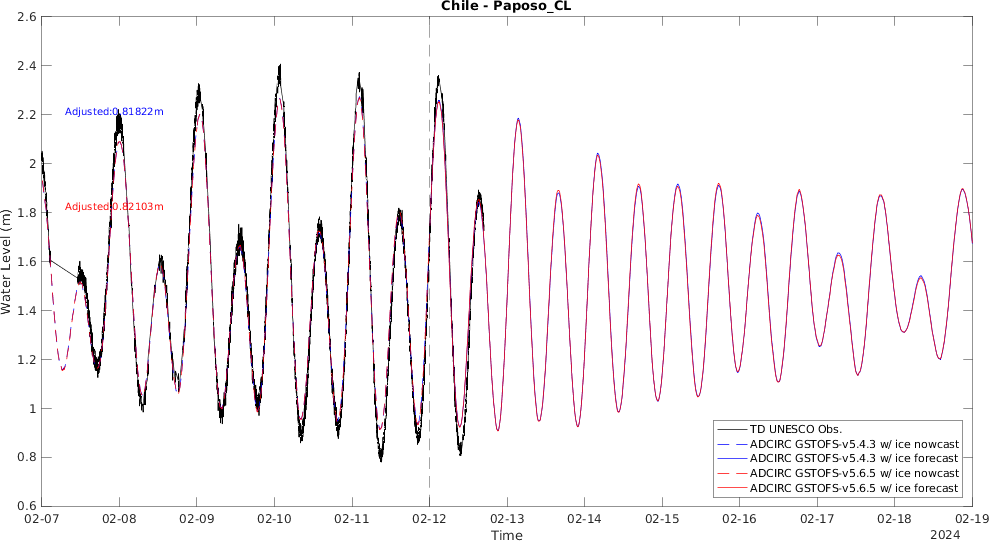 Chile - Paposo_CL
2.6
2.4
2.2
2
1.8
1.6
1.4
1.2
1
0.8
0.6
Water Level (m)
Adjusted:0.81822m
Adjusted:0.82103m
TD UNESCO Obs.
ADCIRC GSTOFS-v5.4.3 w/ ice nowcast
ADCIRC GSTOFS-v5.4.3 w/ ice forecast
ADCIRC GSTOFS-v5.6.5 w/ ice nowcast
ADCIRC GSTOFS-v5.6.5 w/ ice forecast
02-07 02-08 02-09 02-10 02-11 02-12 02-13 02-14 02-15 02-16 02-17 02-18 02-19
Time
2024